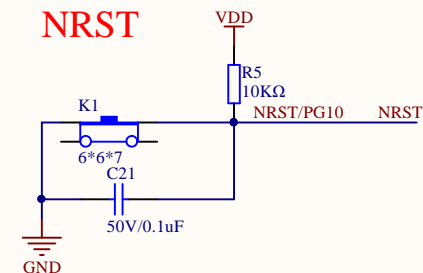 NRST
VDD
R5
10KΩ
K1
NRST/PG10
NRST
6*6*7
C21
50V/0.1uF
GND